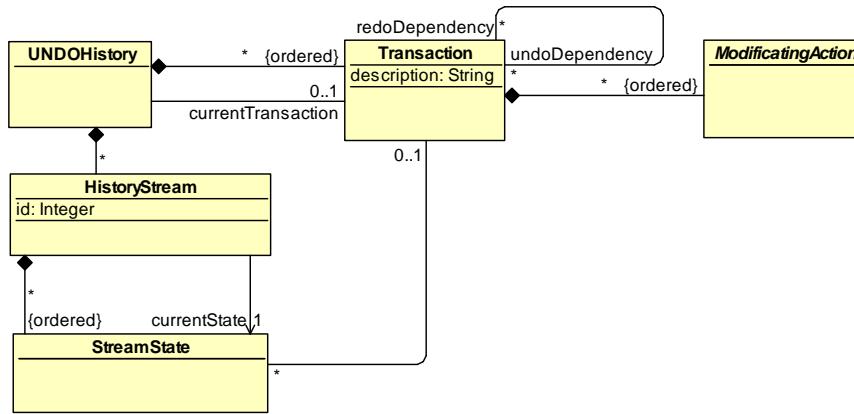 redoDependency *
UNDOHistory
* {ordered}
Transaction
undoDependency
ModificatingAction
description: String
*
* {ordered}
0..1
currentTransaction
*
0..1
HistoryStream
id: Integer
*
{ordered}
currentState 1
StreamState
*